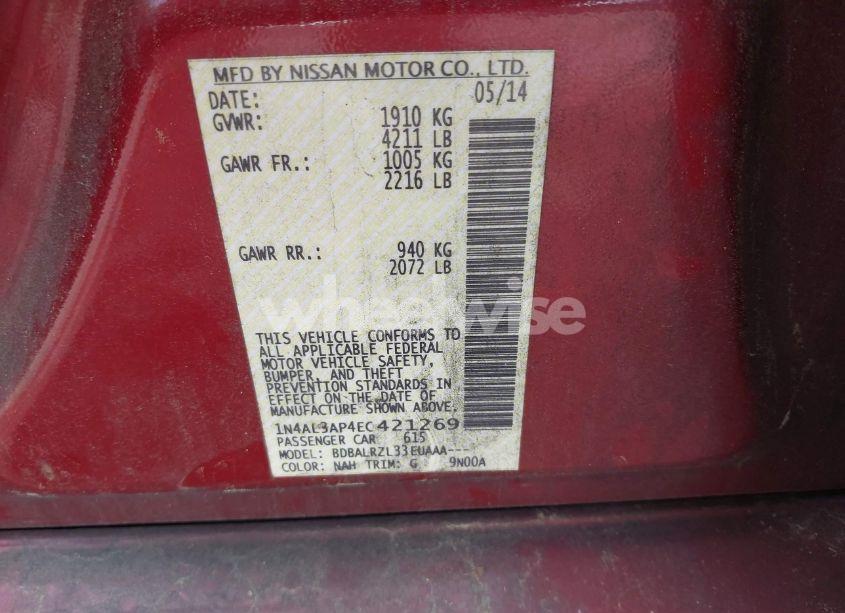 MFD BY NISSAN MOTOR CO., LTD.
DATE: 05/14
GVWR: 1910 KG
4211 LB
GAWR FR.: 1005 KG
2216 LB
GAWR RR.: 940 KG
2072 LB
wheelwise
THIS VEHICLE CONFORMS TO
ALL APPLICABLE FEDERAL
MOTOR VEHICLE SAFETY,
BUMPER, AND THEFT
PREVENTION STANDARDS IN
EFFECT ON THE DATE OF
MANUFACTURE SHOWN ABOVE.
1N4AL3AP4EC421269
PASSENGER CAR 615
MODEL: BDBALRZL33EUAAA---
COLOR: NAH TRIM: G 9N00A